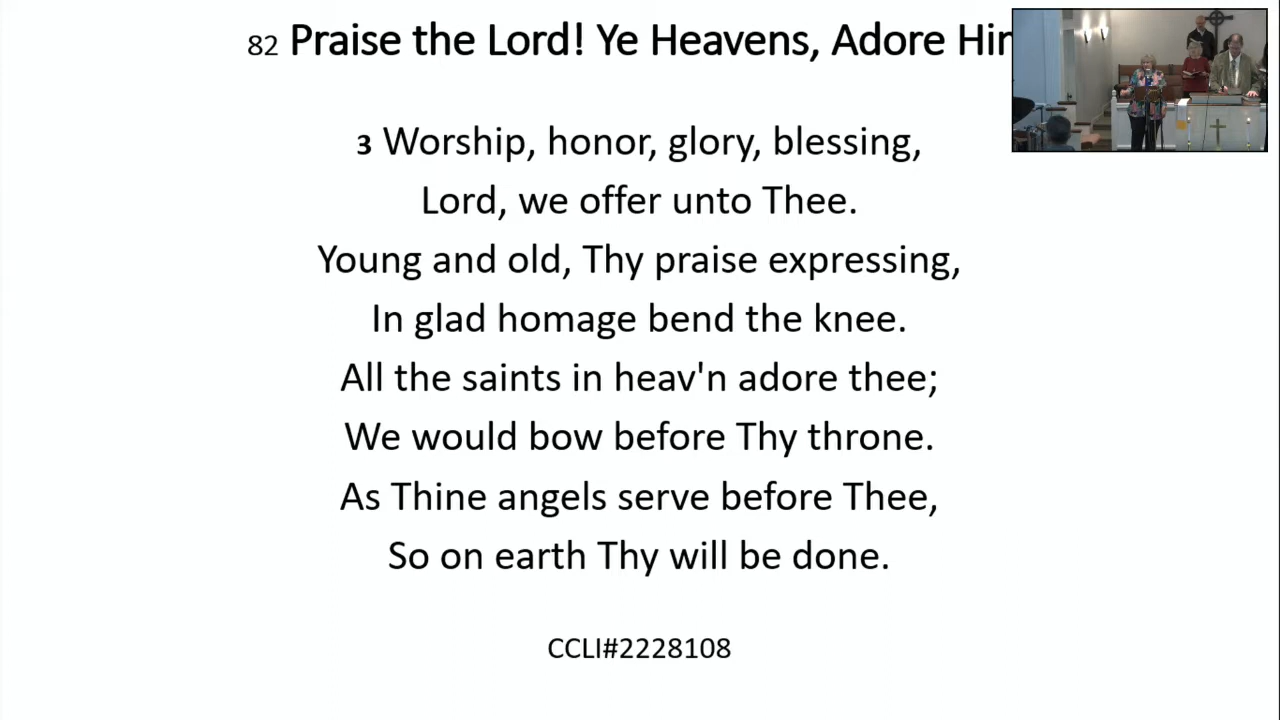 82 Praise the Lord! Ye Heavens, Adore Hi
3 Worship, honor, glory, blessing,
Lord, we offer unto Thee.
Young and old, Thy praise expressing,
In glad homage bend the knee.
All the saints in heav'n adore thee;
We would bow before Thy throne.
As Thine angels serve before Thee,
So on earth Thy will be done.
CCLI#2228108